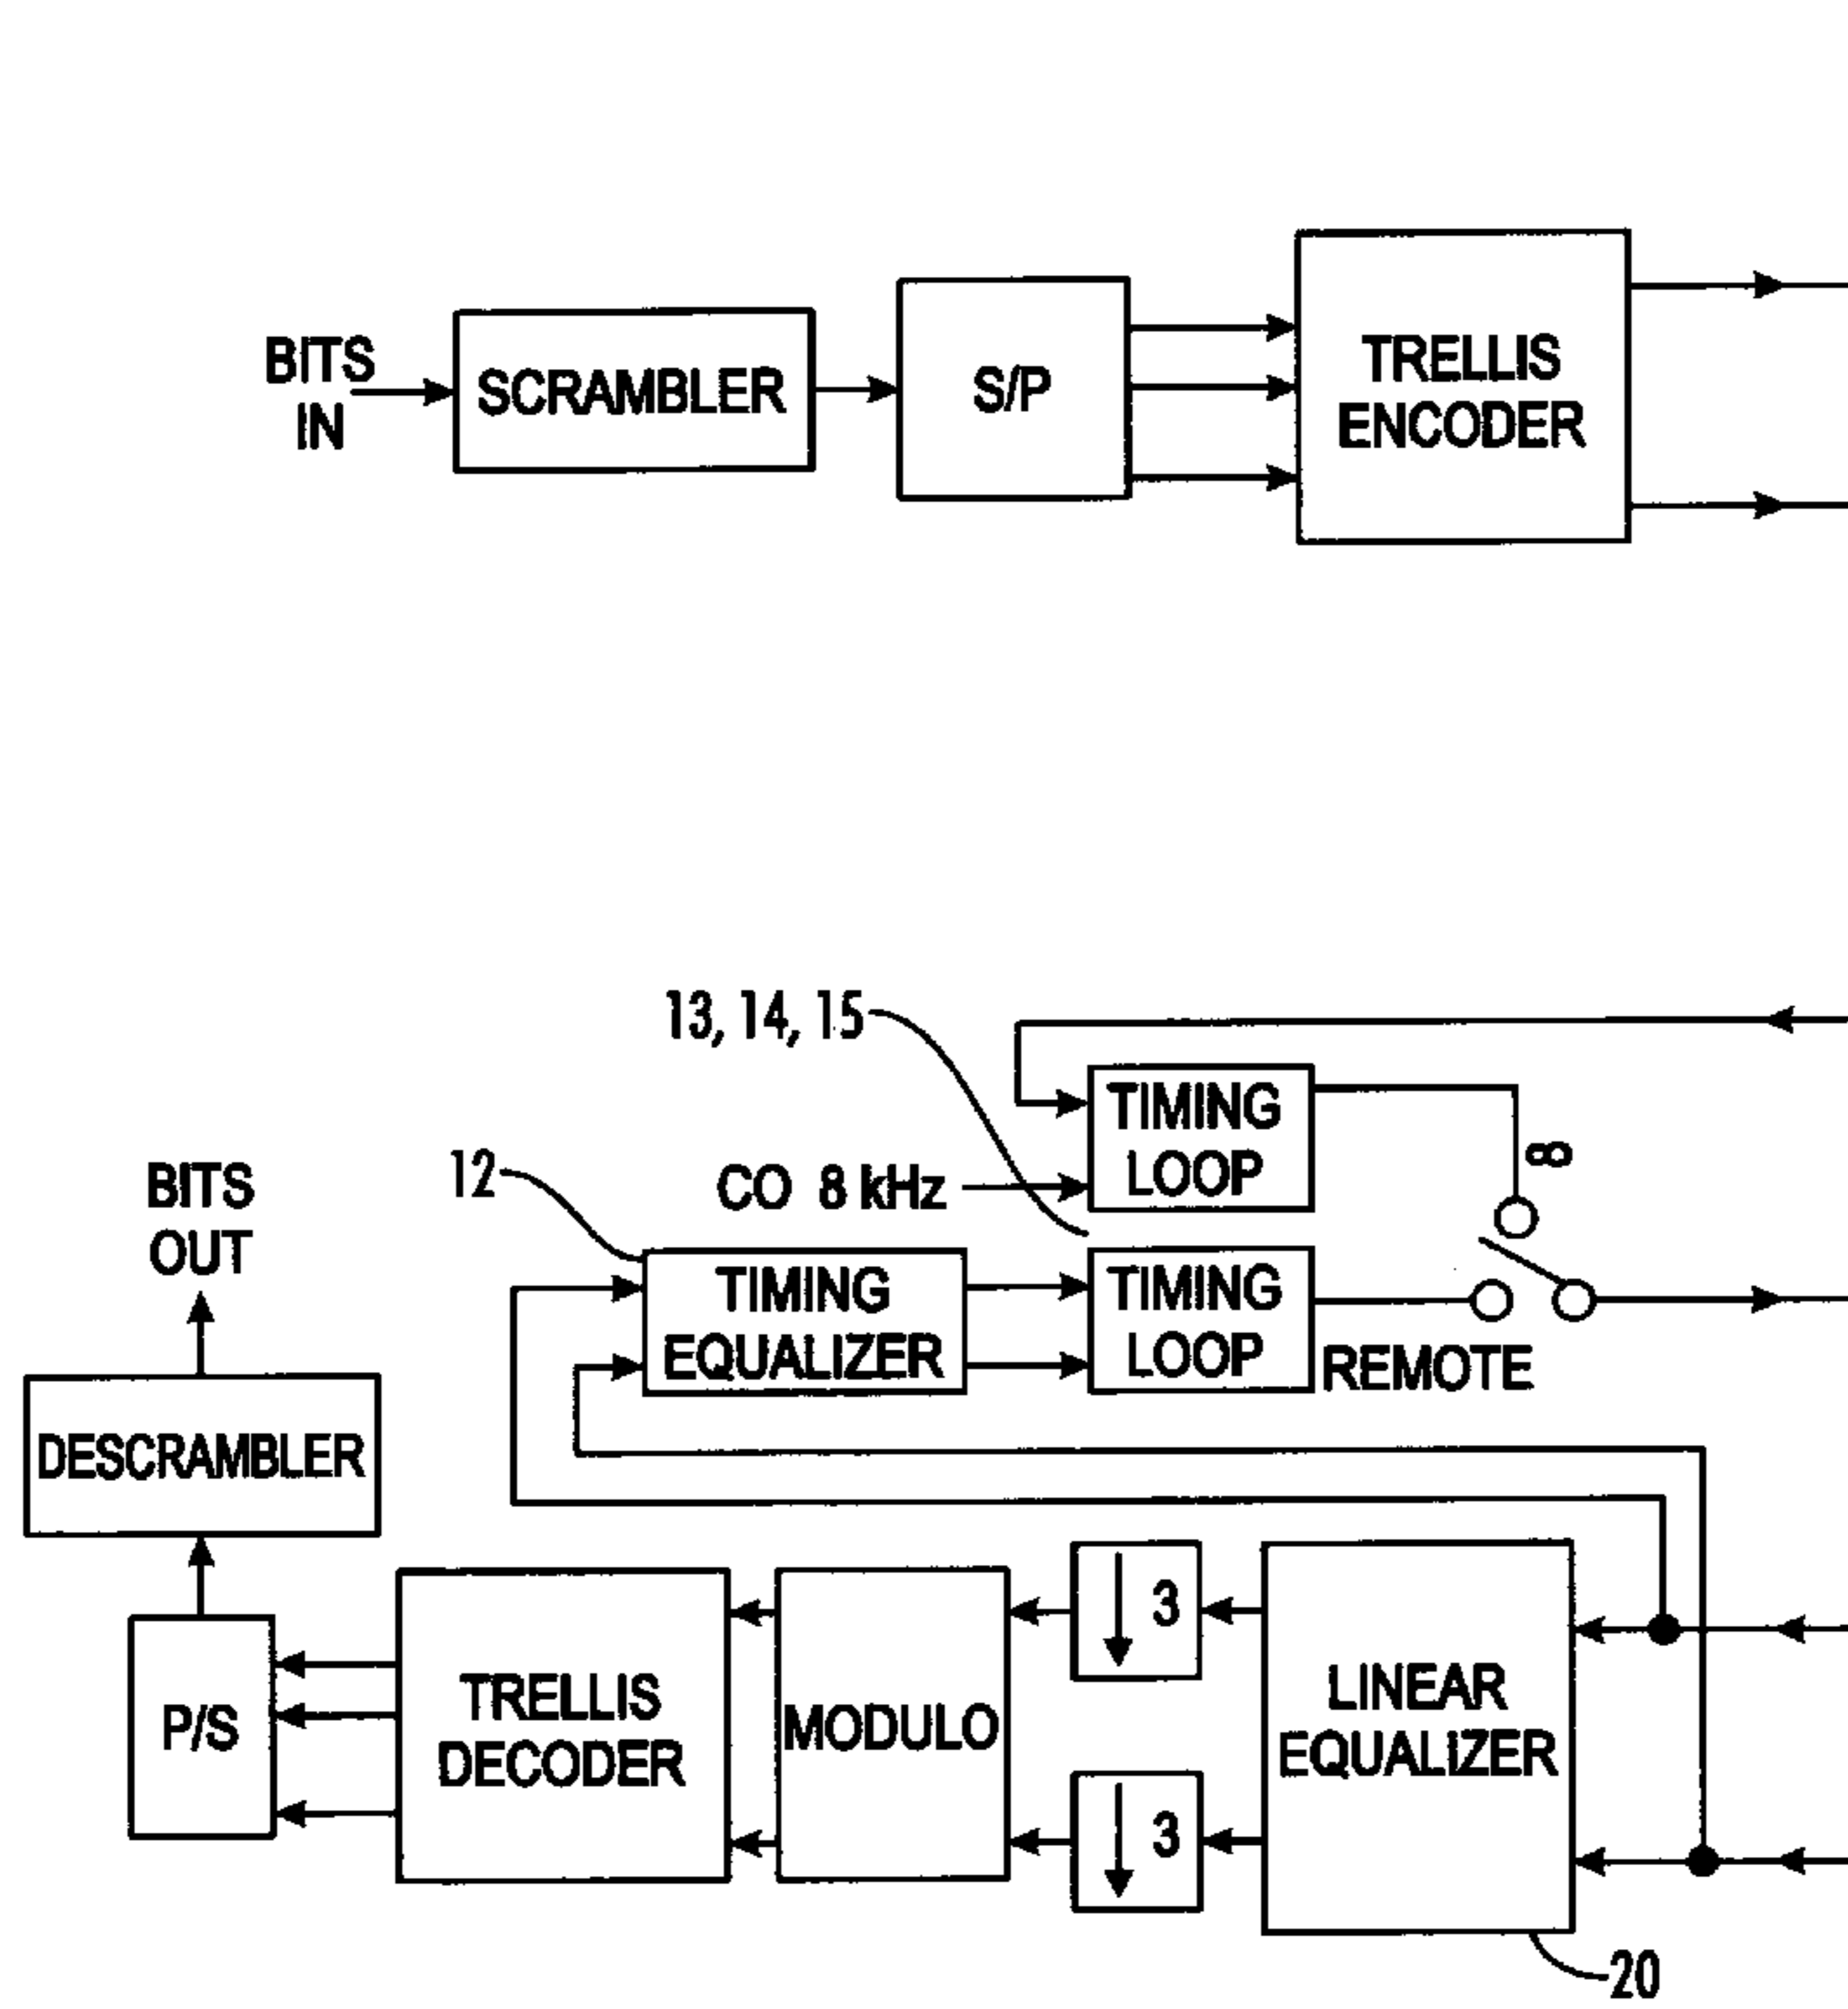 BITS
IN
SCRAMBLER
S/P
TRELLIS
ENCODER
13, 14, 15
TIMING
LOOP
CO 8 kHz
8
12
TIMING
EQUALIZER
TIMING
LOOP
REMOTE
BITS
OUT
DESCRAMBLER
P/S
TRELLIS
DECODER
MODULO
3
3
LINEAR
EQUALIZER
20